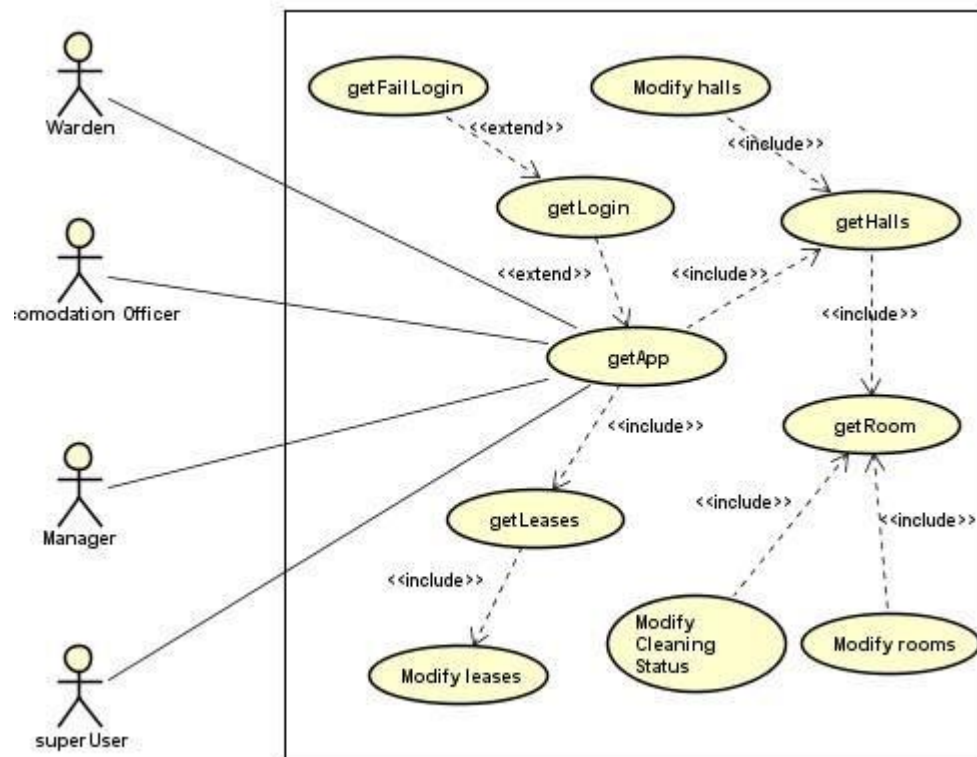 Warden
comodation Officer
Manager
superUser
getFailLogin
Modify halls
<<extend>>
<<include>>
getLogin
getHalls
<<extend>>
<<include>>
<<include>>
getApp
<<include>>
getRoom
getLeases
<<include>>
<<include>>
<<include>>
Modify
Cleaning
Status
Modify rooms
Modify leases